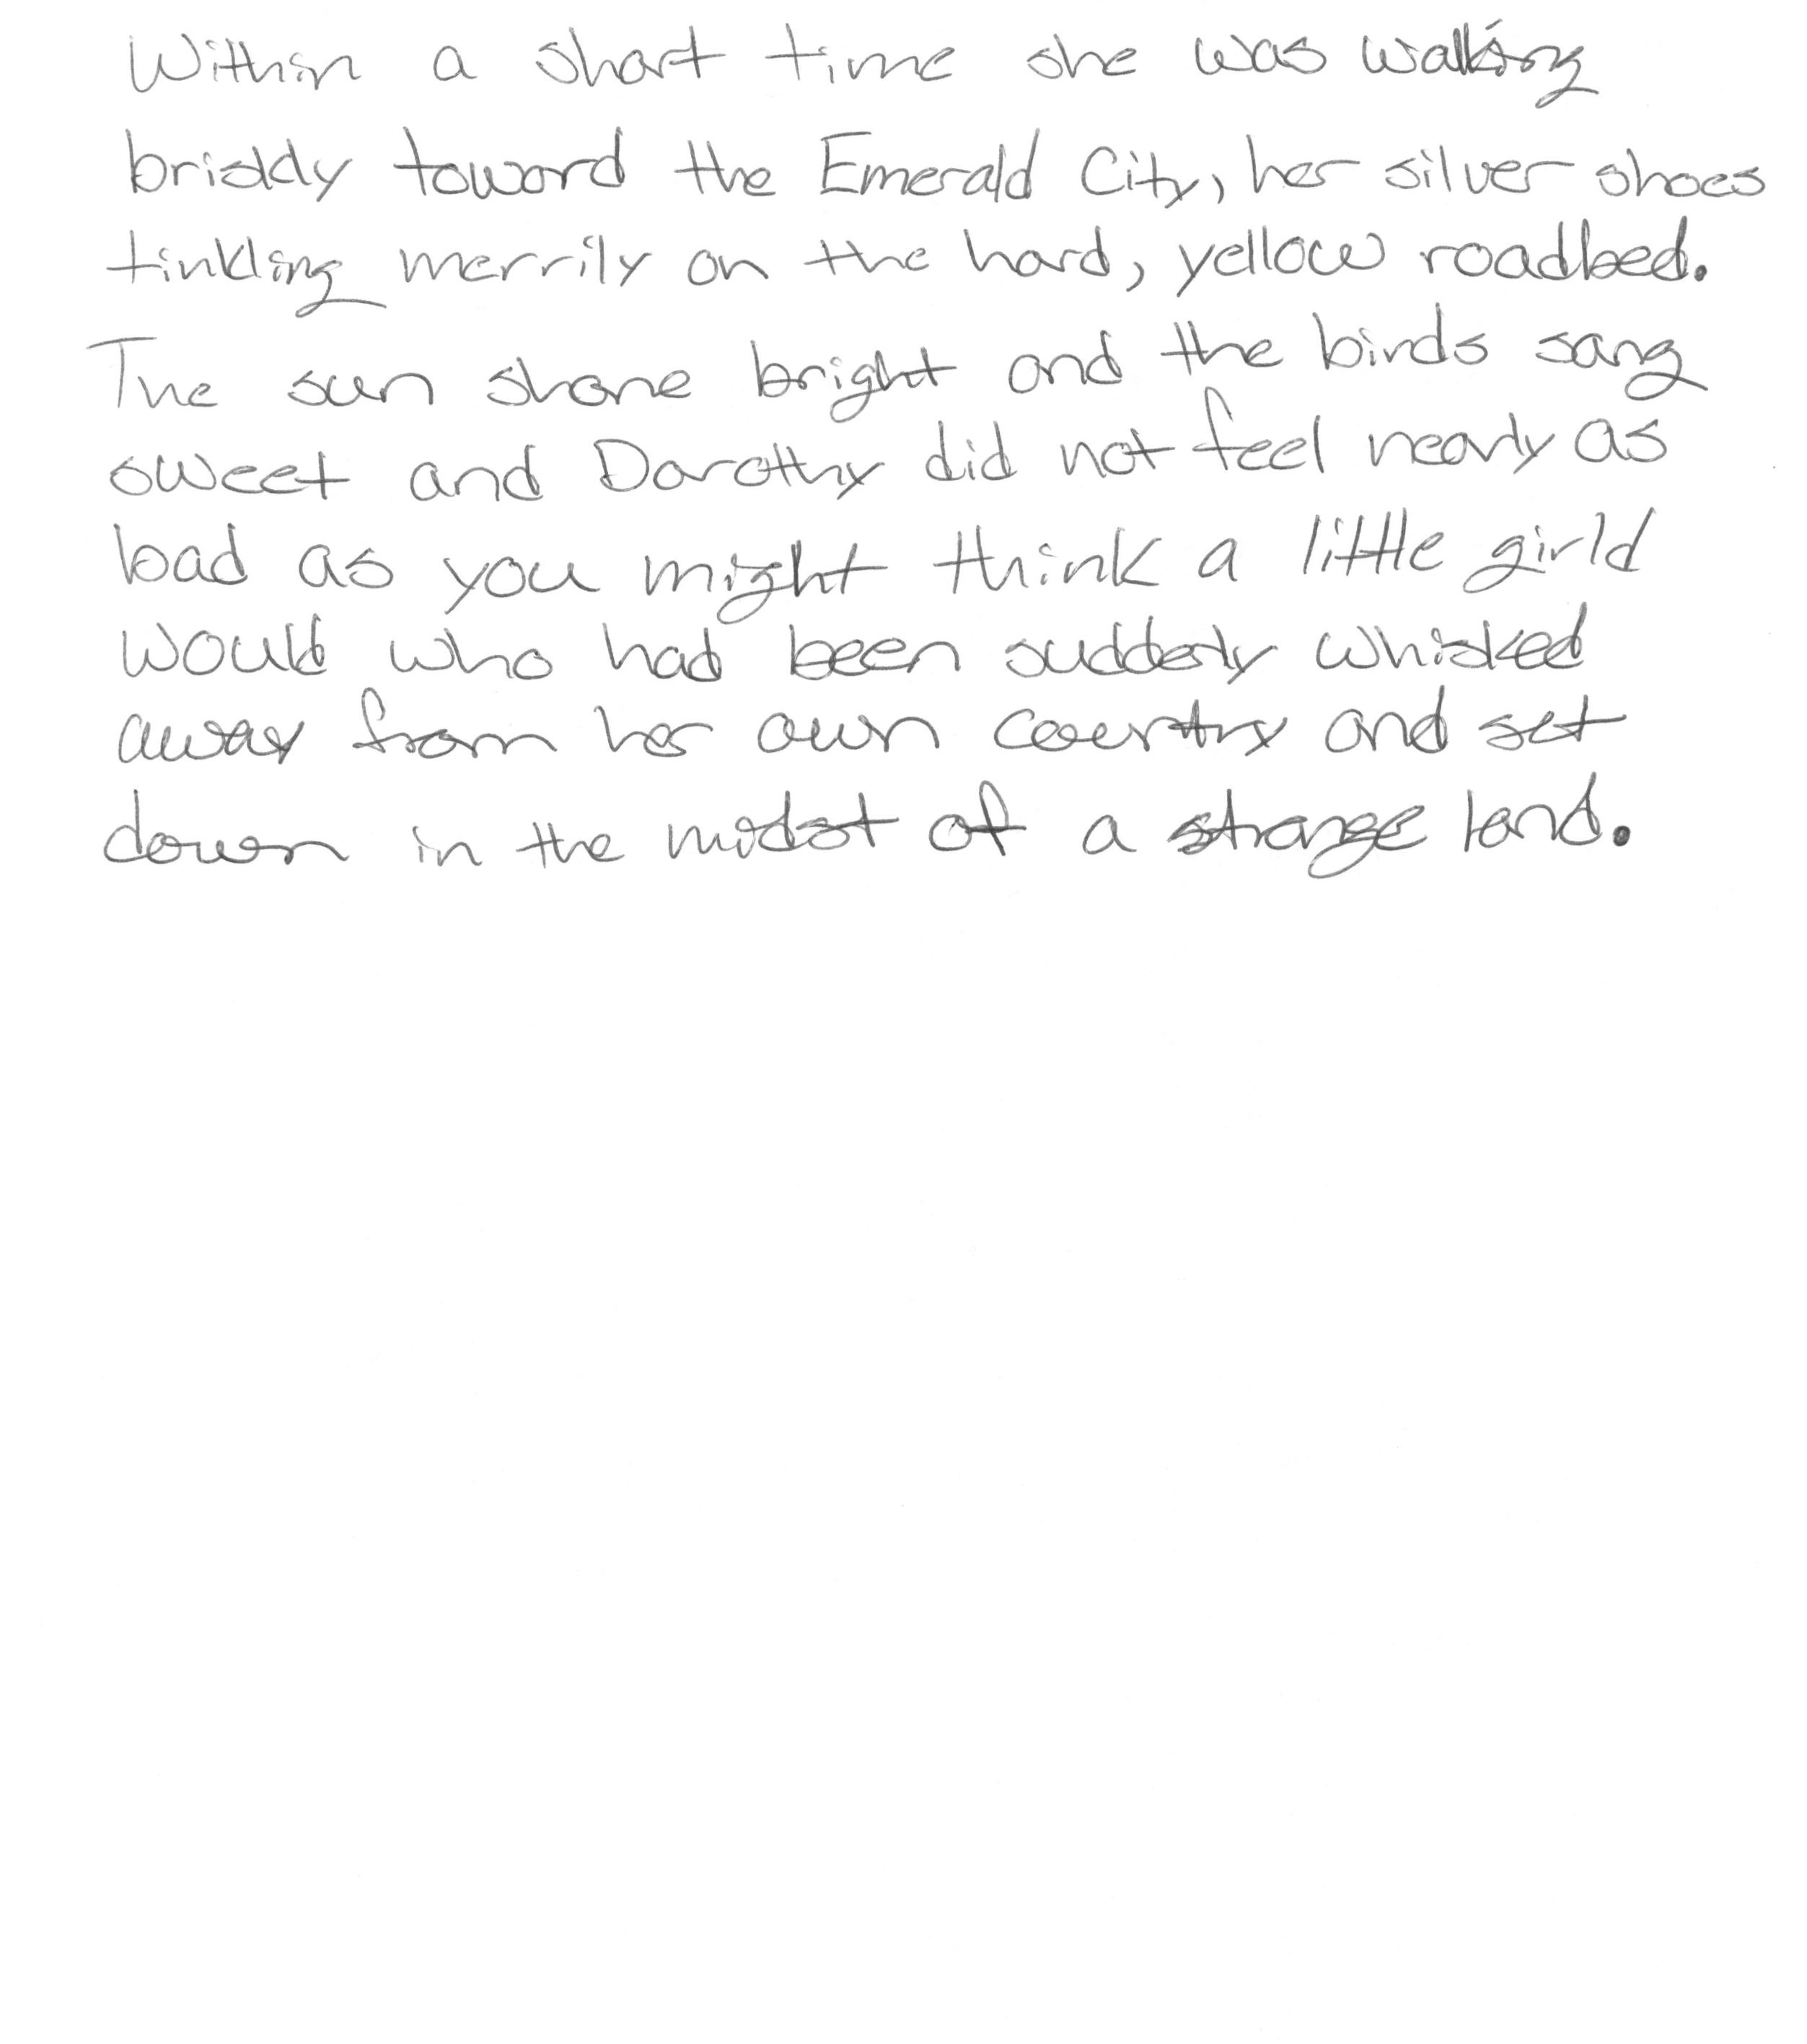 Within a short time she was walking
briskly toward the Emerald City, her silver shoes
tinkling merrily on the hard, yellow roadbed.
The sun shone bright and the birds sang
sweet and Dorothy did not feel nearly as
bad as you might think a little girld
would who had been suddenly whisked
away from her own country and set
down in the midst of a strange land.